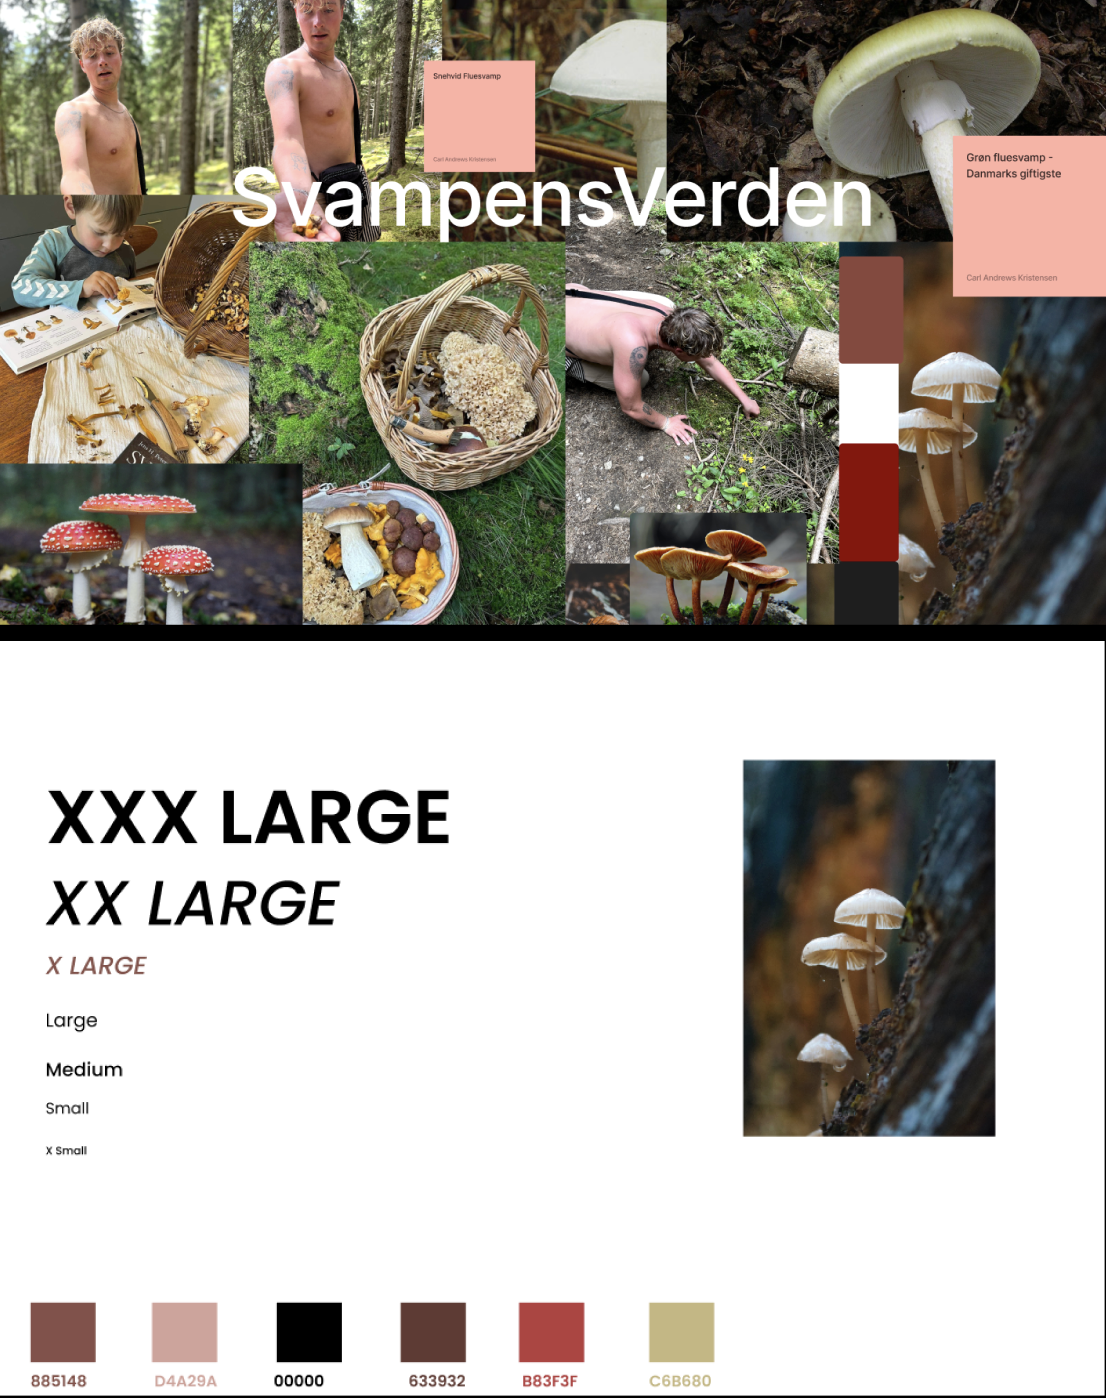 Snehvid Fluesvamp
Carl Andrews Kristensen
SvampensVerden
Grøn fluesvamp -
Danmarks giftigste
Carl Andrews Kristensen
XXX LARGE
XX LARGE
X LARGE
Large
Medium
Small
X Small
885148
D4A29A
00000
633932
B83F3F
C6B680